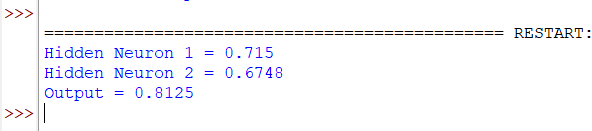 >>>
============================================== RESTART:
Hidden Neuron 1 = 0.715
Hidden Neuron 2 = 0.6748
Output = 0.8125
>>>